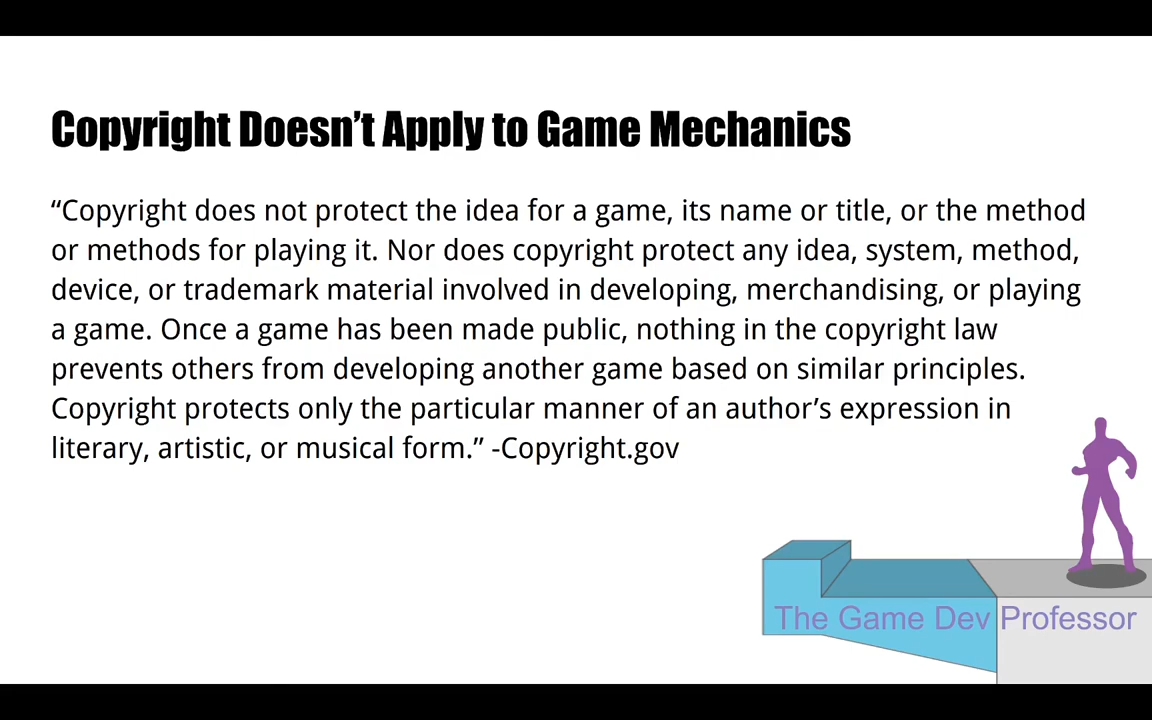 Copyright Doesn’t Apply to Game Mechanics
“Copyright does not protect the idea for a game, its name or title, or the method
or methods for playing it. Nor does copyright protect any idea, system, method,
device, or trademark material involved in developing, merchandising, or playing
a game. Once a game has been made public, nothing in the copyright law
prevents others from developing another game based on similar principles.
Copyright protects only the particular manner of an author’s expression in
literary, artistic, or musical form.” -Copyright.gov
The Game Dev Professor